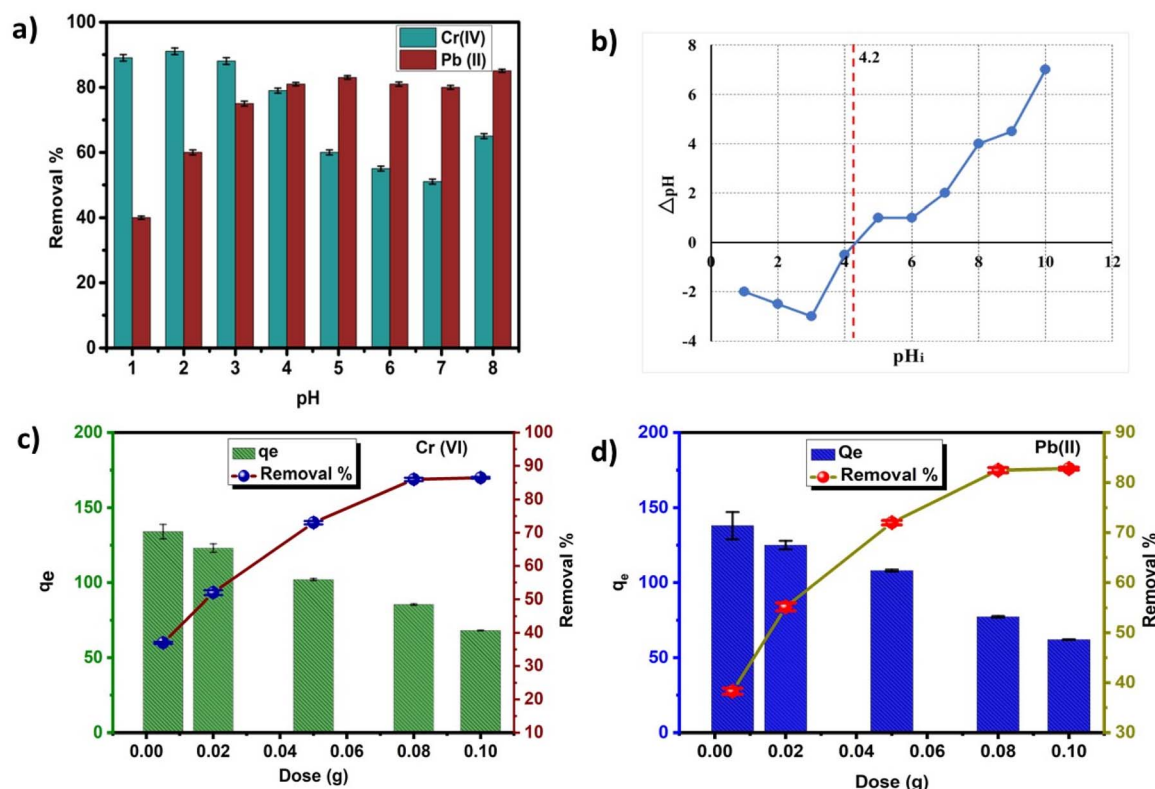 a)
Cr(IV)
Pb (II)
Removal %
100
80
60
40
20
0
1 2 3 4 5 6 7 8
pH
b)
4.2
△pH
8
6
4
2
0
-2
-4
0 2 4 6 8 10 12
pHi
c)
qe
Removal %
Cr (VI)
qe
200
150
100
50
0
Removal %
100
90
80
70
60
50
40
30
20
10
0.00 0.02 0.04 0.06 0.08 0.10
Dose (g)
d)
Qe
Removal %
Pb(II)
qe
200
150
100
50
0
Removal %
90
80
70
60
50
40
30
0.00 0.02 0.04 0.06 0.08 0.10
Dose (g)